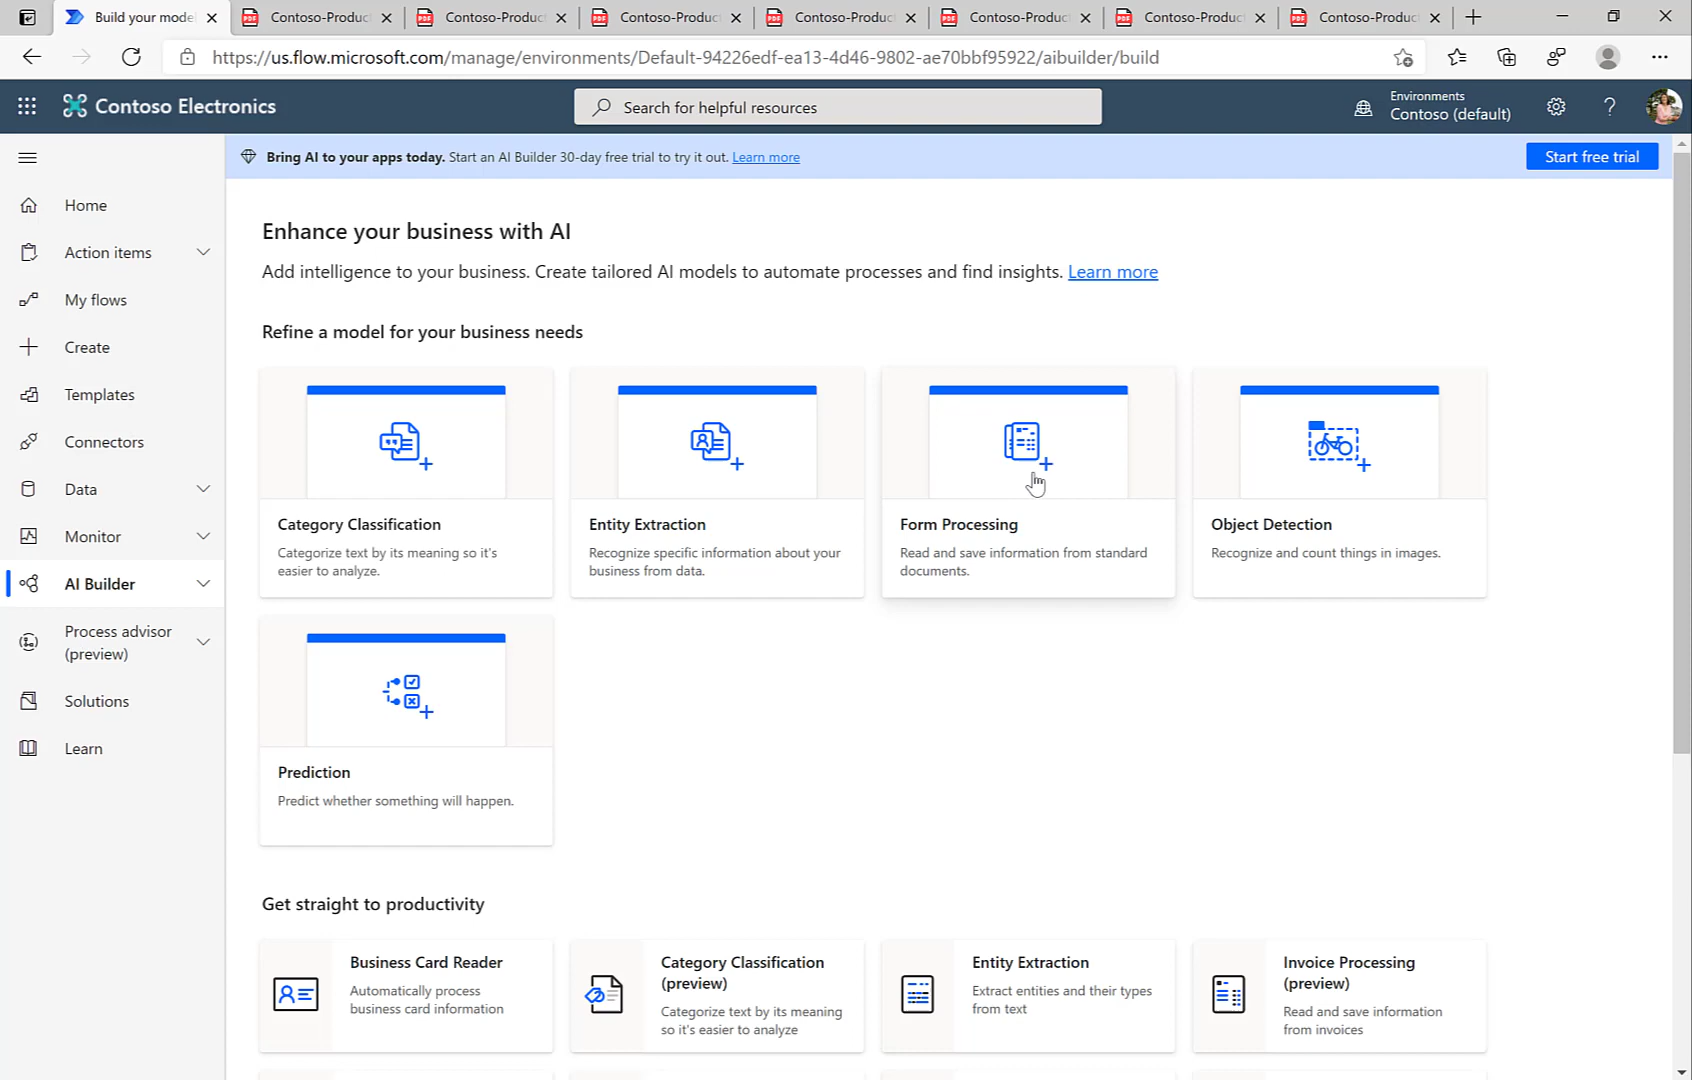 Build your model
Contoso-Product
Contoso-Product
Contoso-Product
Contoso-Product
Contoso-Product
Contoso-Product
Contoso-Product
https://us.flow.microsoft.com/manage/environments/Default-94226edf-ea13-4d46-9802-ae70bbf95922/aibuilder/build
Contoso Electronics
Search for helpful resources
Environments
Contoso (default)
?
Bring AI to your apps today. Start an AI Builder 30-day free trial to try it out. Learn more
Start free trial
Home
Action items
My flows
Create
Templates
Connectors
Data
Monitor
AI Builder
Process advisor
(preview)
Solutions
Learn
Enhance your business with AI
Add intelligence to your business. Create tailored AI models to automate processes and find insights. Learn more
Refine a model for your business needs
Category Classification
Categorize text by its meaning so it's
easier to analyze.
Entity Extraction
Recognize specific information about your
business from data.
Form Processing
Read and save information from standard
documents.
Object Detection
Recognize and count things in images.
Prediction
Predict whether something will happen.
Get straight to productivity
Business Card Reader
Automatically process
business card information
Category Classification
(preview)
Categorize text by its meaning
so it's easier to analyze
Entity Extraction
Extract entities and their types
from text
Invoice Processing
(preview)
Read and save information
from invoices